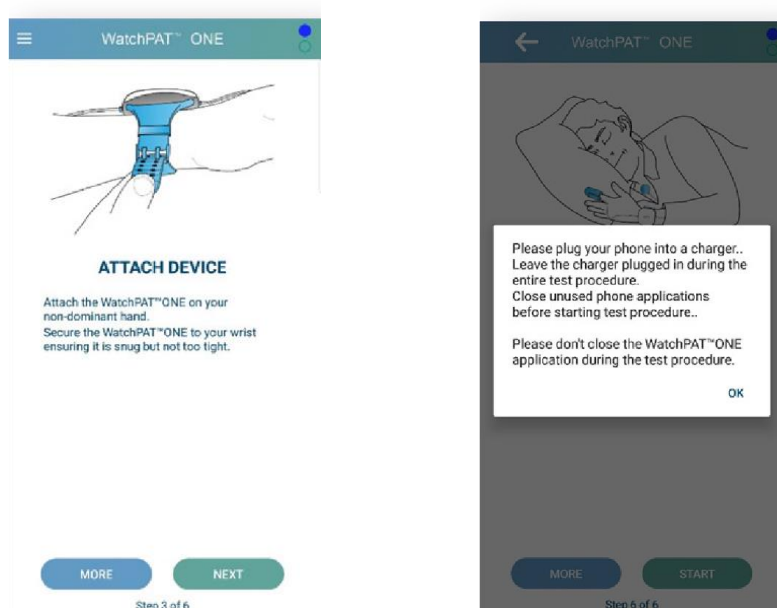 WatchPAT™ ONE
ATTACH DEVICE
Attach the WatchPAT™ONE on your
non-dominant hand.
Secure the WatchPAT™ONE to your wrist
ensuring it is snug but not too tight.
MORE
NEXT
Step 3 of 6
WatchPAT™ ONE
Please plug your phone into a charger..
Leave the charger plugged in during the
entire test procedure.
Close unused phone applications
before starting test procedure..
Please don't close the WatchPAT™ONE
application during the test procedure.
OK
MORE
START
Step 6 of 6